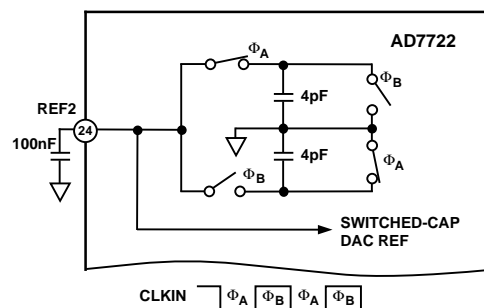 AD7722
ΦA
ΦB
4pF
REF2
24
100nF
4pF
ΦA
ΦB
SWITCHED-CAP
DAC REF
CLKIN ΦA ΦB ΦA ΦB